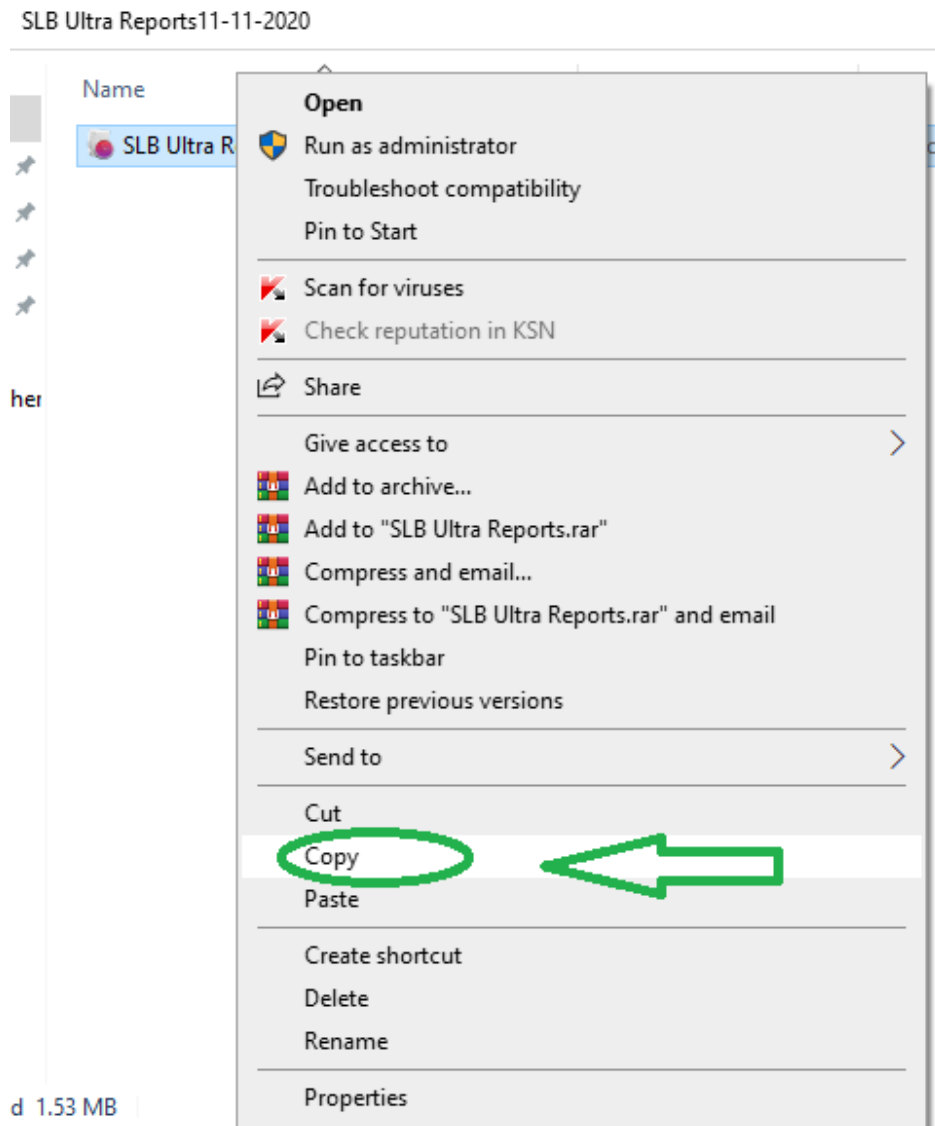 SLB Ultra Reports11-11-2020
Name
SLB Ultra R
Open
Run as administrator
Troubleshoot compatibility
Pin to Start
Scan for viruses
Check reputation in KSN
Share
her
Give access to
Add to archive...
Add to "SLB Ultra Reports.rar"
Compress and email...
Compress to "SLB Ultra Reports.rar" and email
Pin to taskbar
Restore previous versions
Send to
Cut
Copy
Paste
Create shortcut
Delete
Rename
Properties
d 1.53 MB